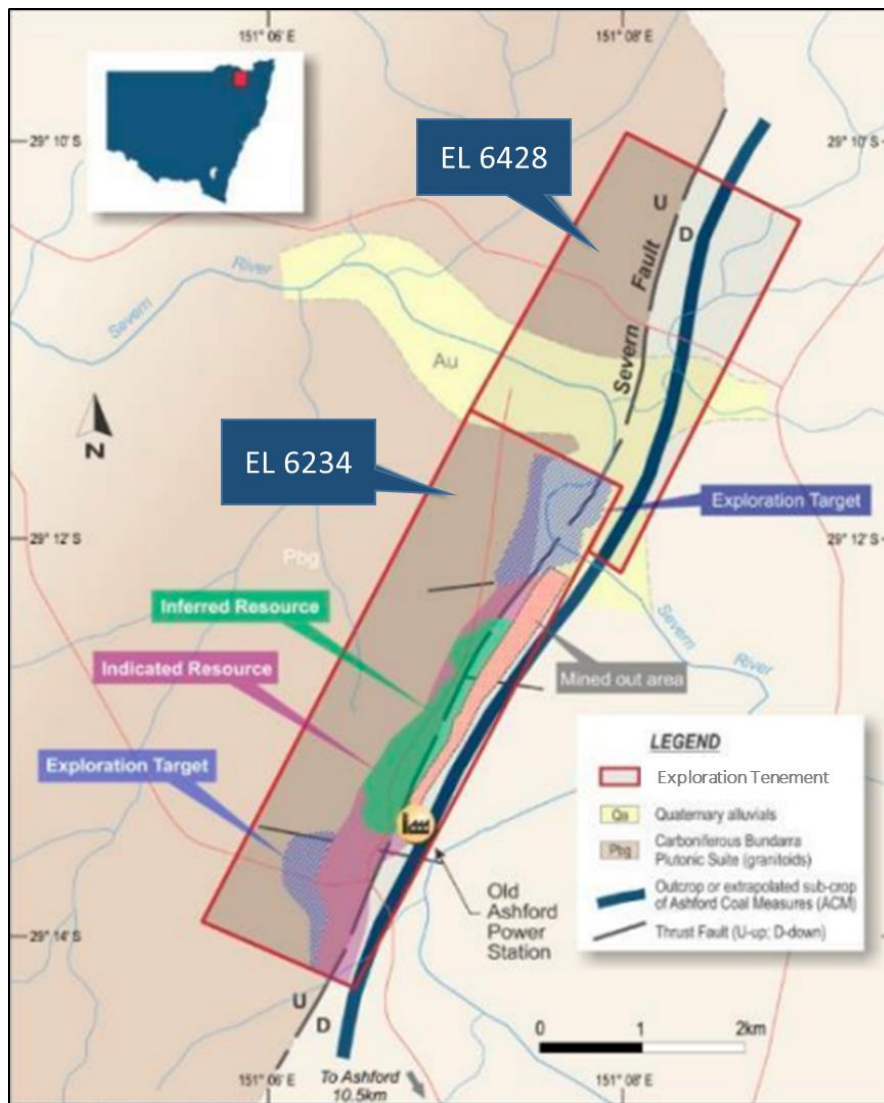 151° 06' E
151° 08' E
29° 10' S
29° 10' S
EL 6428
U
D
Severn Fault
Severn River
Au
N
EL 6234
Exploration Target
29° 12' S
29° 12' S
Pbg
Inferred Resource
Severn River
Indicated Resource
Mined out area
Exploration Target
LEGEND
Exploration Tenement
Qa Quaternary alluvials
Pbg Carboniferous Bundarra
Plutonic Suite (granitoids)
Outcrop or extrapolated sub-crop
of Ashford Coal Measures (ACM)
Thrust Fault (U-up; D-down)
Old
Ashford
Power
Station
29° 14' S
29° 14' S
U
D
0 1 2km
151° 06' E
To Ashford
10.5km
151° 08' E